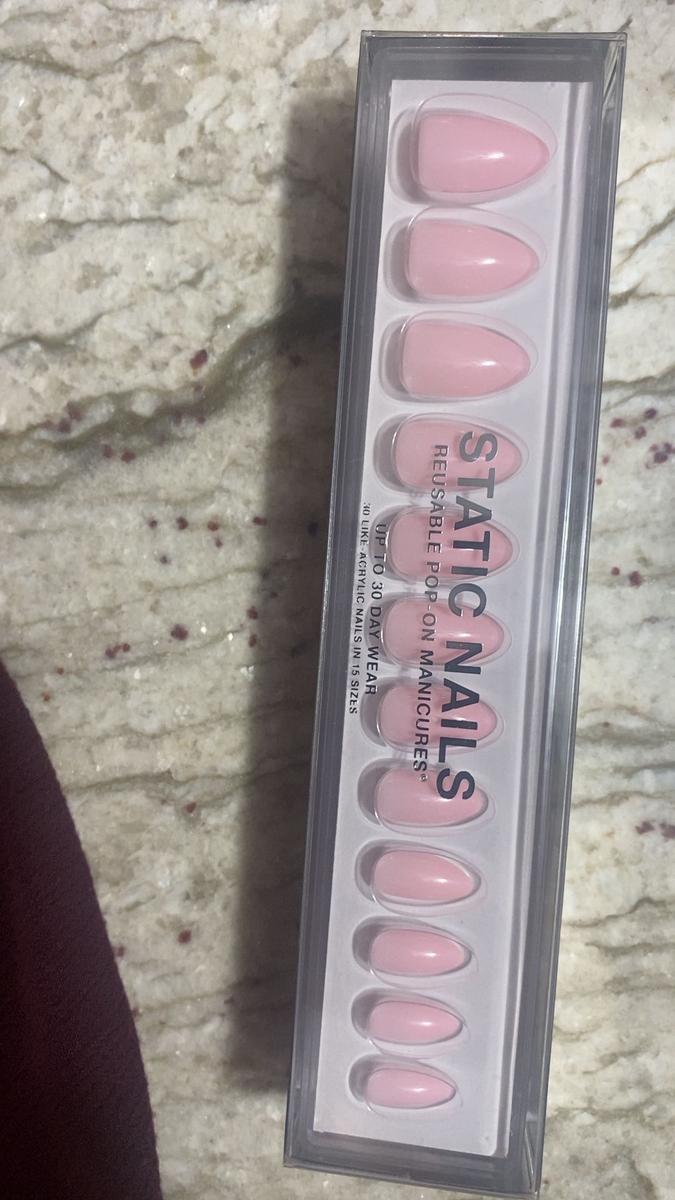 STATIC NAILS
REUSABLE POP-ON MANICURES®
UP TO 30 DAY WEAR
30 LIKE-ACRYLIC NAILS IN 15 SIZES